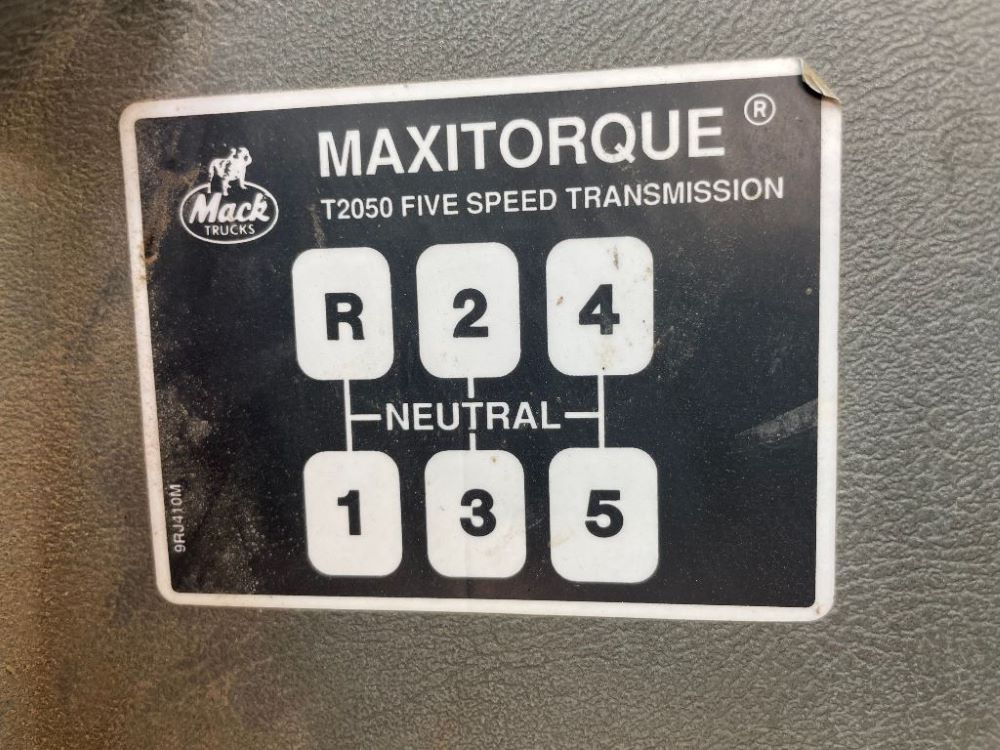 MAXITORQUE ®
Mack
TRUCKS
T2050 FIVE SPEED TRANSMISSION
R 2 4
NEUTRAL
1 3 5
9RJ410M